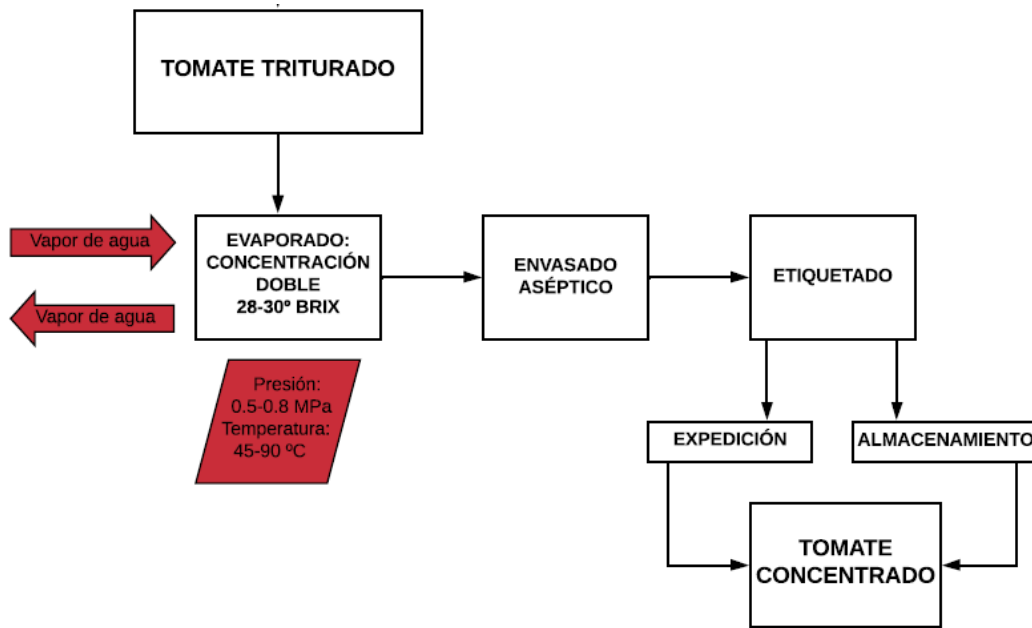 TOMATE TRITURADO
Vapor de agua
Vapor de agua
EVAPORADO:
CONCENTRACIÓN
DOBLE
28-30º BRIX
ENVASADO
ASÉPTICO
ETIQUETADO
Presión:
0.5-0.8 MPa
Temperatura:
45-90 ºC
EXPEDICIÓN
ALMACENAMIENTO
TOMATE
CONCENTRADO